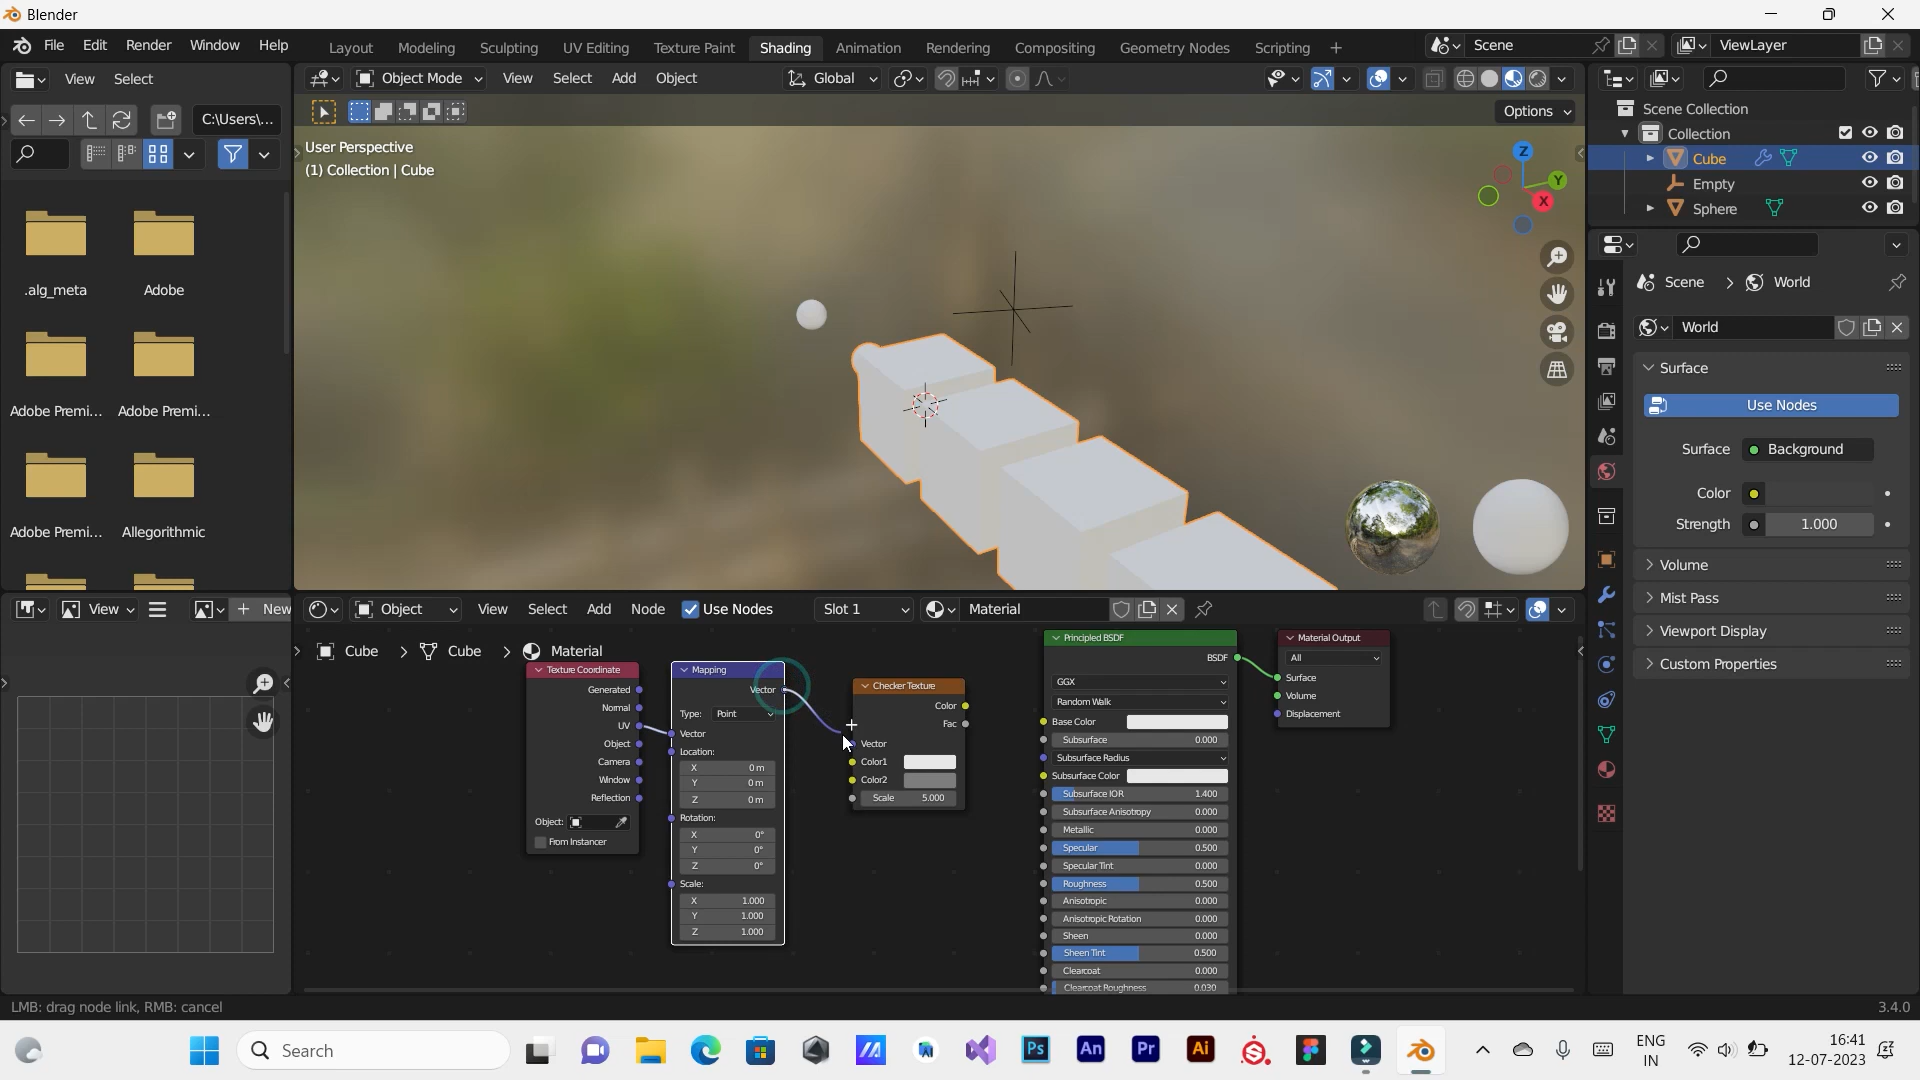 Blender
File Edit Render Window Help
Layout Modeling Sculpting UV Editing Texture Paint Shading Animation Rendering Compositing Geometry Nodes Scripting +
Scene
ViewLayer
View Select
Object Mode View Select Add Object
Global
C:\Users\...
Options
User Perspective
(1) Collection | Cube
Z
Y
X
.alg_meta
Adobe
Adobe Premi...
Adobe Premi...
Adobe Premi...
Allegorithmic
Scene Collection
Collection
Cube
Empty
Sphere
Scene > World
World
Surface
Use Nodes
Surface Background
Color
Strength 1.000
Volume
Mist Pass
Viewport Display
Custom Properties
View
+ New
Object View Select Add Node Use Nodes Slot 1 Material
Cube > Cube > Material
Texture Coordinate
Generated
Normal
UV
Object
Camera
Window
Reflection
Object:
From Instancer
Mapping
Vector
Type: Point
Vector
Location:
X 0 m
Y 0 m
Z 0 m
Rotation:
X 0°
Y 0°
Z 0°
Scale:
X 1.000
Y 1.000
Z 1.000
Checker Texture
Color
Fac
Vector
Color1
Color2
Scale 5.000
Principled BSDF
BSDF
GGX
Random Walk
Base Color
Subsurface 0.000
Subsurface Radius
Subsurface Color
Subsurface IOR 1.400
Subsurface Anisotropy 0.000
Metallic 0.000
Specular 0.500
Specular Tint 0.000
Roughness 0.500
Anisotropic 0.000
Anisotropic Rotation 0.000
Sheen 0.000
Sheen Tint 0.500
Clearcoat 0.000
Clearcoat Roughness 0.030
Material Output
All
Surface
Volume
Displacement
LMB: drag node link, RMB: cancel
3.4.0
Search
Ps
An
Pr
Ai
ENG
IN
16:41
12-07-2023